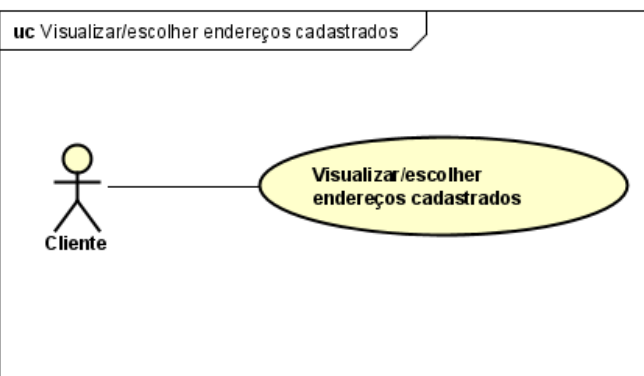 uc Visualizar/escolher endereços cadastrados
Visualizar/escolher
endereços cadastrados
Cliente